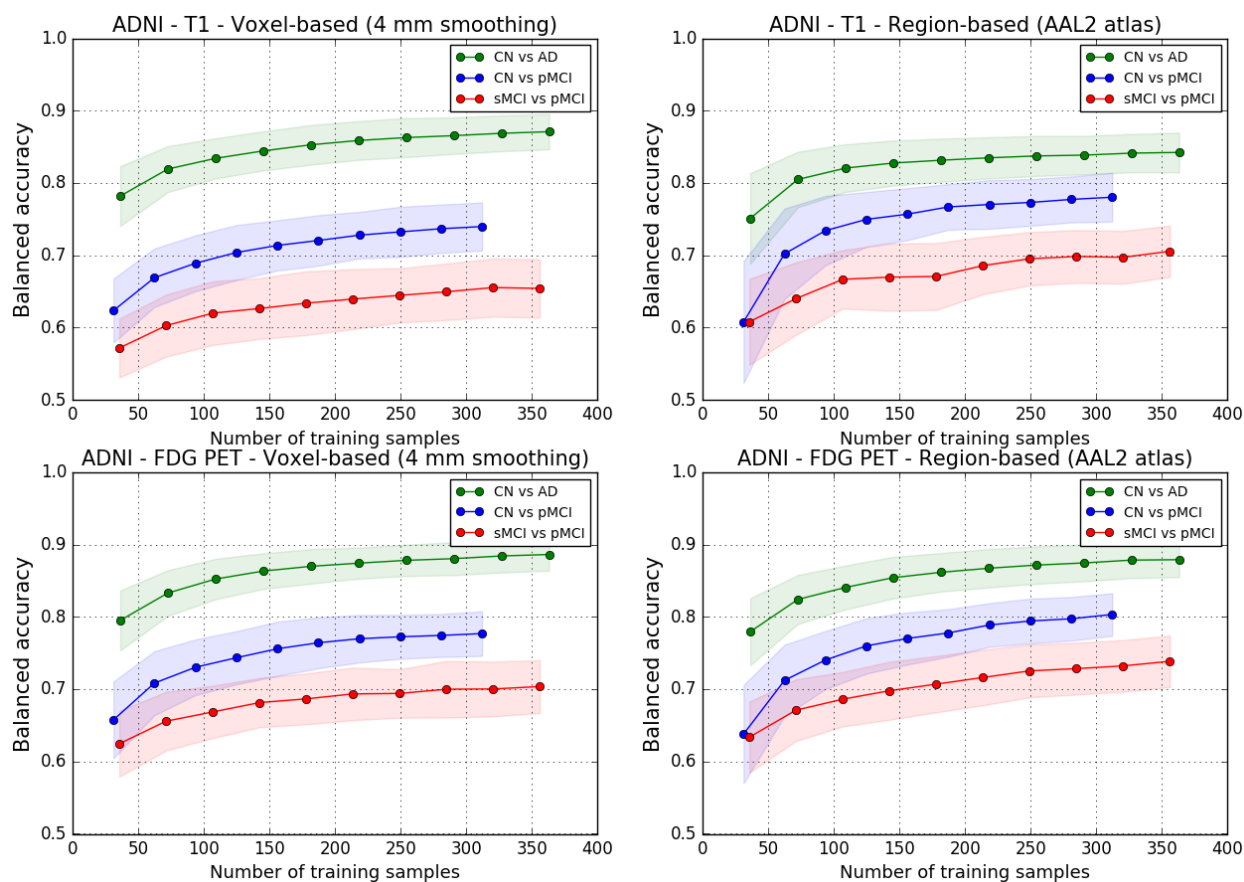 ADNI - T1 - Voxel-based (4 mm smoothing)
1.0
0.9
0.8
0.7
0.6
0.5
Balanced accuracy
CN vs AD
CN vs pMCI
sMCI vs pMCI
0 50 100 150 200 250 300 350 400
Number of training samples
ADNI - T1 - Region-based (AAL2 atlas)
1.0
0.9
0.8
0.7
0.6
0.5
Balanced accuracy
CN vs AD
CN vs pMCI
sMCI vs pMCI
0 50 100 150 200 250 300 350 400
Number of training samples
ADNI - FDG PET - Voxel-based (4 mm smoothing)
1.0
0.9
0.8
0.7
0.6
0.5
Balanced accuracy
CN vs AD
CN vs pMCI
sMCI vs pMCI
0 50 100 150 200 250 300 350 400
Number of training samples
ADNI - FDG PET - Region-based (AAL2 atlas)
1.0
0.9
0.8
0.7
0.6
0.5
Balanced accuracy
CN vs AD
CN vs pMCI
sMCI vs pMCI
0 50 100 150 200 250 300 350 400
Number of training samples